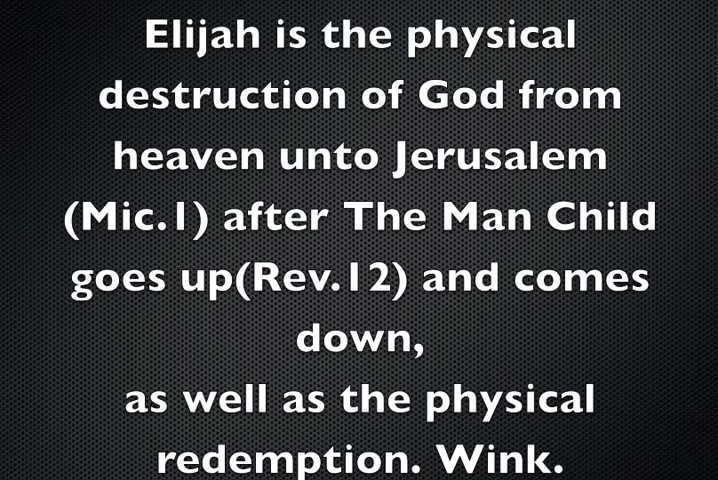 Elijah is the physical
destruction of God from
heaven unto Jerusalem
(Mic.1) after The Man Child
goes up(Rev.12) and comes
down,
as well as the physical
redemption. Wink.